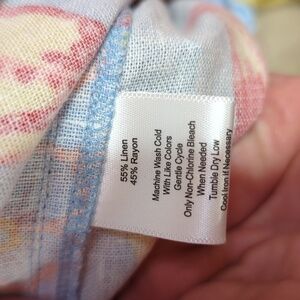 55% Linen
45% Rayon
Machine Wash Cold
With Like Colors
Gentle Cycle
Only Non-Chlorine Bleach
When Needed
Tumble Dry Low
Cool Iron if Necessary